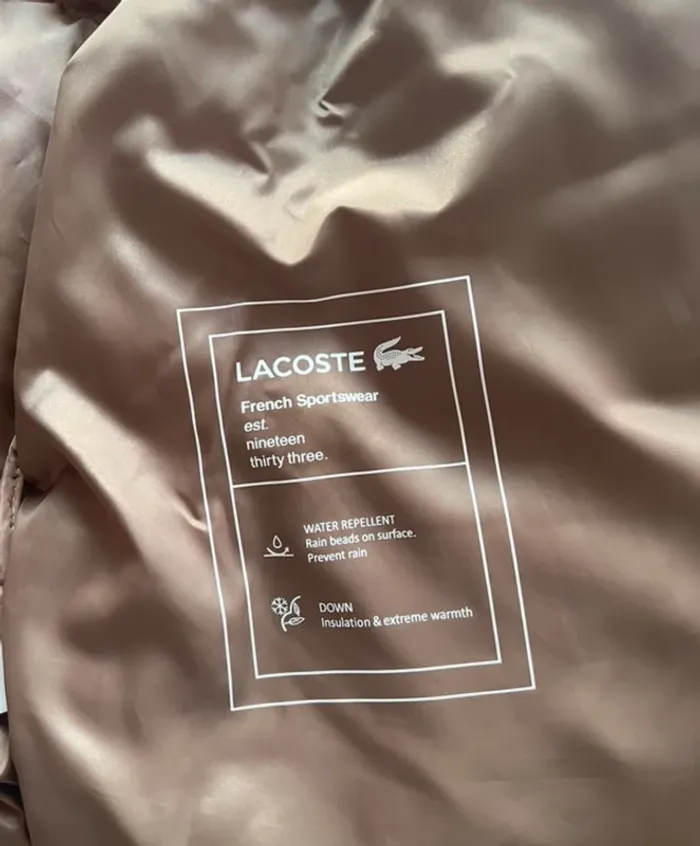 LACOSTE
French Sportswear
est.
nineteen
thirty three.
WATER REPELLENT
Rain beads on surface.
Prevent rain
DOWN
Insulation & extreme warmth